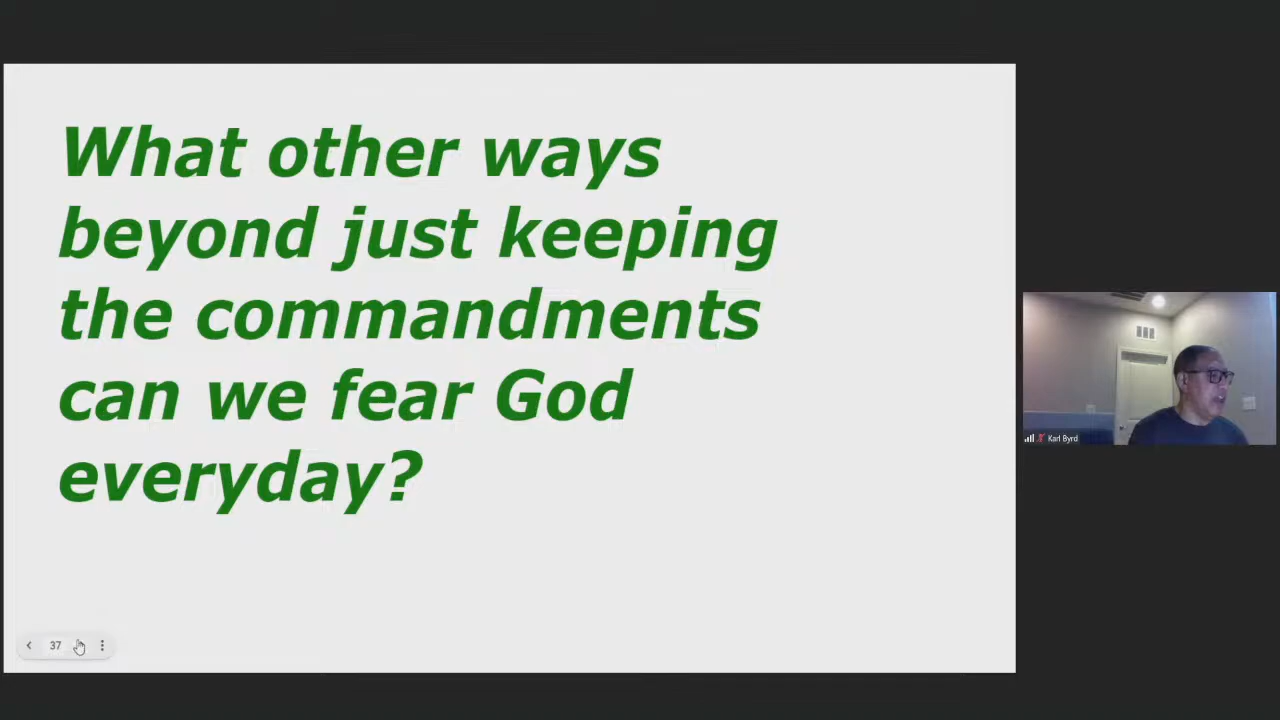 What other ways
beyond just keeping
the commandments
can we fear God
everyday?
37
Karl Byrd